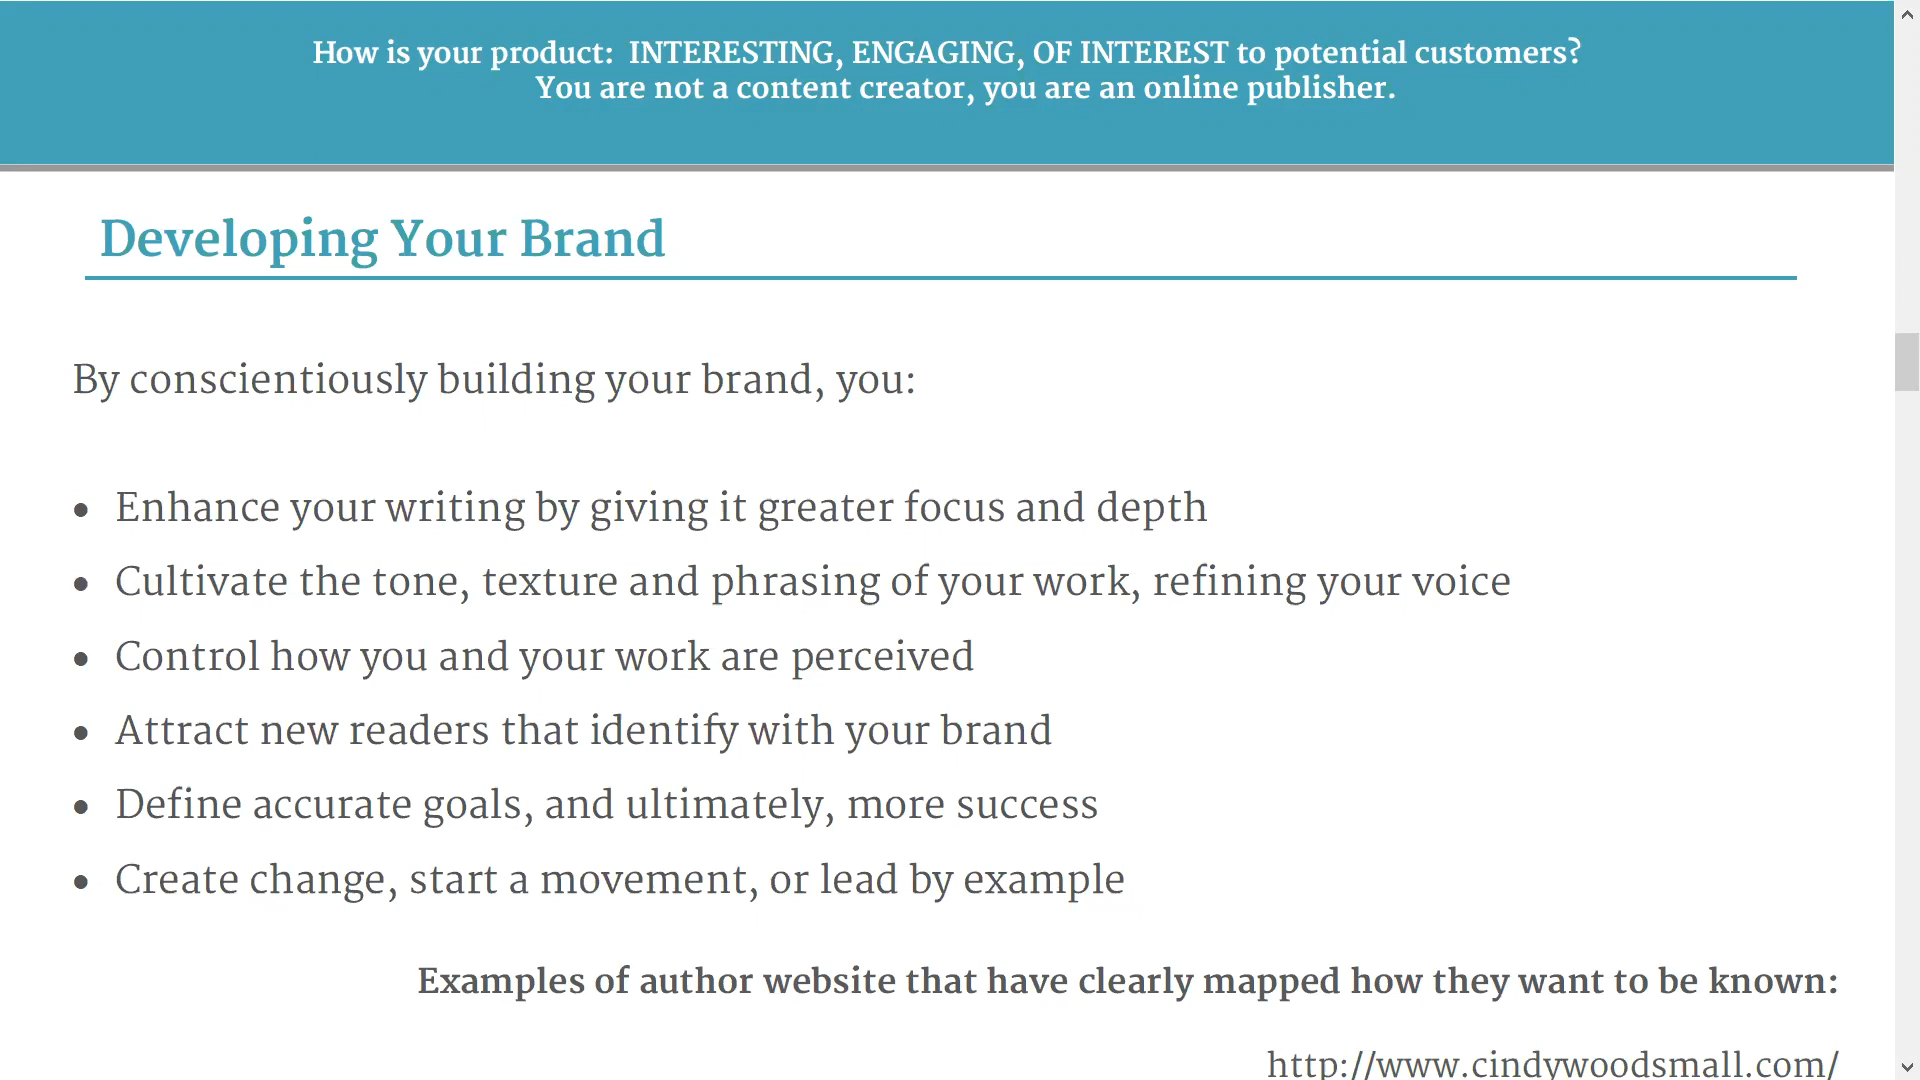 How is your product: INTERESTING, ENGAGING, OF INTEREST to potential customers?
You are not a content creator, you are an online publisher.
Developing Your Brand
By conscientiously building your brand, you:
• Enhance your writing by giving it greater focus and depth
• Cultivate the tone, texture and phrasing of your work, refining your voice
• Control how you and your work are perceived
• Attract new readers that identify with your brand
• Define accurate goals, and ultimately, more success
• Create change, start a movement, or lead by example
Examples of author website that have clearly mapped how they want to be known:
http://www.cindywoodsmall.com/